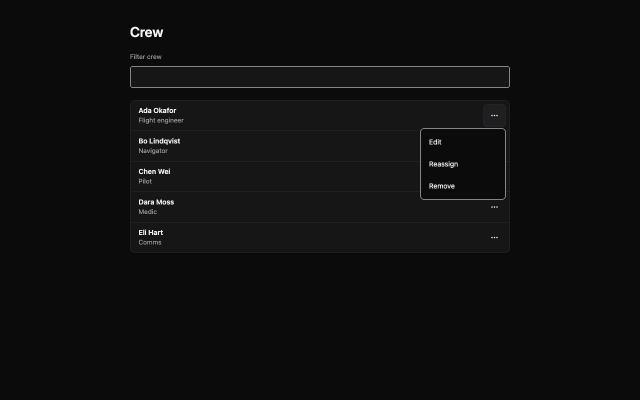 Crew
Filter crew
Ada Okafor
Flight engineer
Bo Lindqvist
Navigator
Chen Wei
Pilot
Dara Moss
Medic
Eli Hart
Comms
Edit
Reassign
Remove